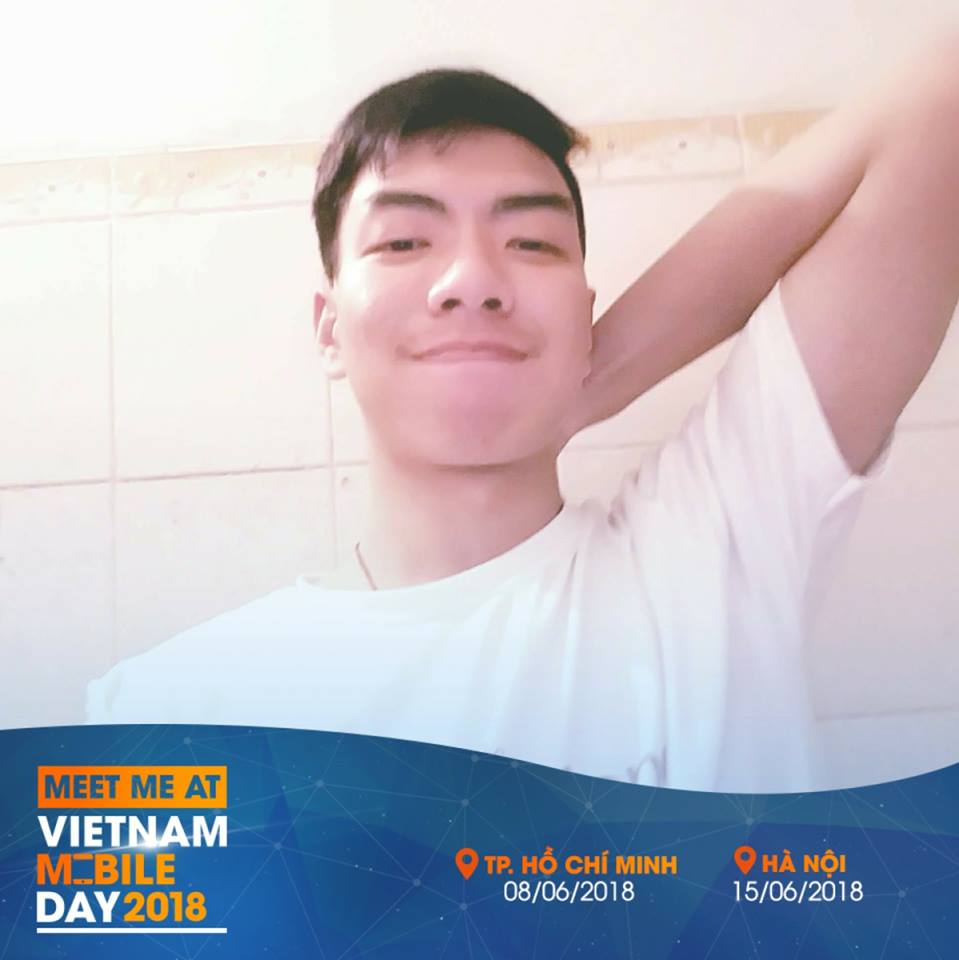 MEET ME AT
VIETNAM
MOBILE
DAY 2018
TP. HỒ CHÍ MINH
08/06/2018
HÀ NỘI
15/06/2018